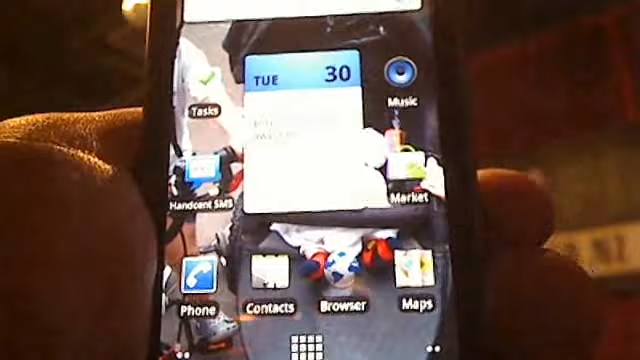 TUE 30
Tasks
Music
Handcent SMS
Market
Phone
Contacts
Browser
Maps